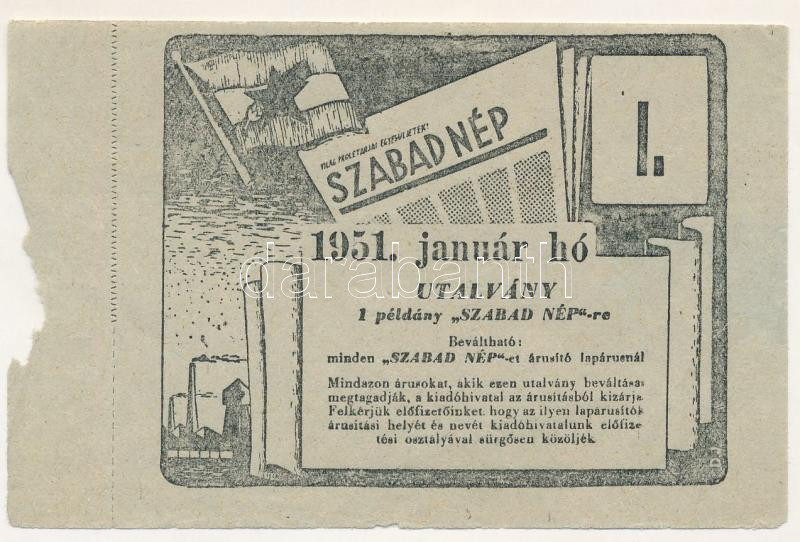 VILÁG PROLETÁRJAI EGYESÜLJETEK!
SZABAD NÉP
I.
1951. január hó
UTALVÁNY
1 példány „SZABAD NÉP“-re
Beváltható:
minden „SZABAD NÉP“-et árusító lapárusnál
Mindazon árusokat, akik ezen utalvány beváltását
megtagadják, a kiadóhivatal az árusításból kizárja
Felkérjük előfizetőinket, hogy az ilyen lapárusítók
árusítási helyét és nevét kiadóhivatalunk előfize-
tési osztályával sürgősen közöljék
darabanth